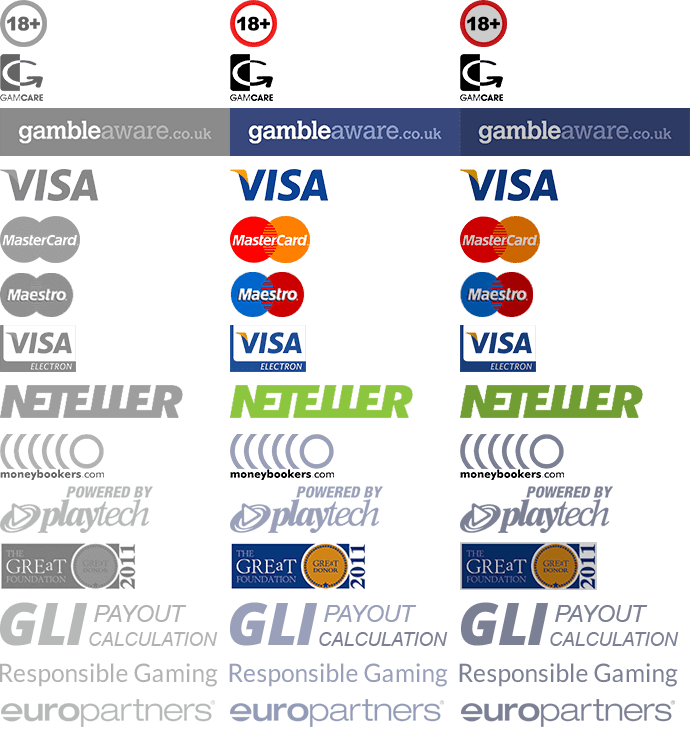 18+ 18+ 18+
GAMCARE GAMCARE GAMCARE
gambleaware.co.uk gambleaware.co.uk gambleaware.co.uk
VISA VISA VISA
MasterCard MasterCard MasterCard
Maestro Maestro Maestro
VISA VISA VISA
ELECTRON ELECTRON ELECTRON
NETELLER NETELLER NETELLER
moneybookers.com moneybookers.com moneybookers.com
POWERED BY POWERED BY POWERED BY
playtech playtech playtech
THE GREaT FOUNDATION GREaT DONOR 2011 THE GREaT FOUNDATION GREaT DONOR 2011 THE GREaT FOUNDATION GREaT DONOR 2011
GLI PAYOUT CALCULATION GLI PAYOUT CALCULATION GLI PAYOUT CALCULATION
Responsible Gaming Responsible Gaming Responsible Gaming
europartners® europartners® europartners®